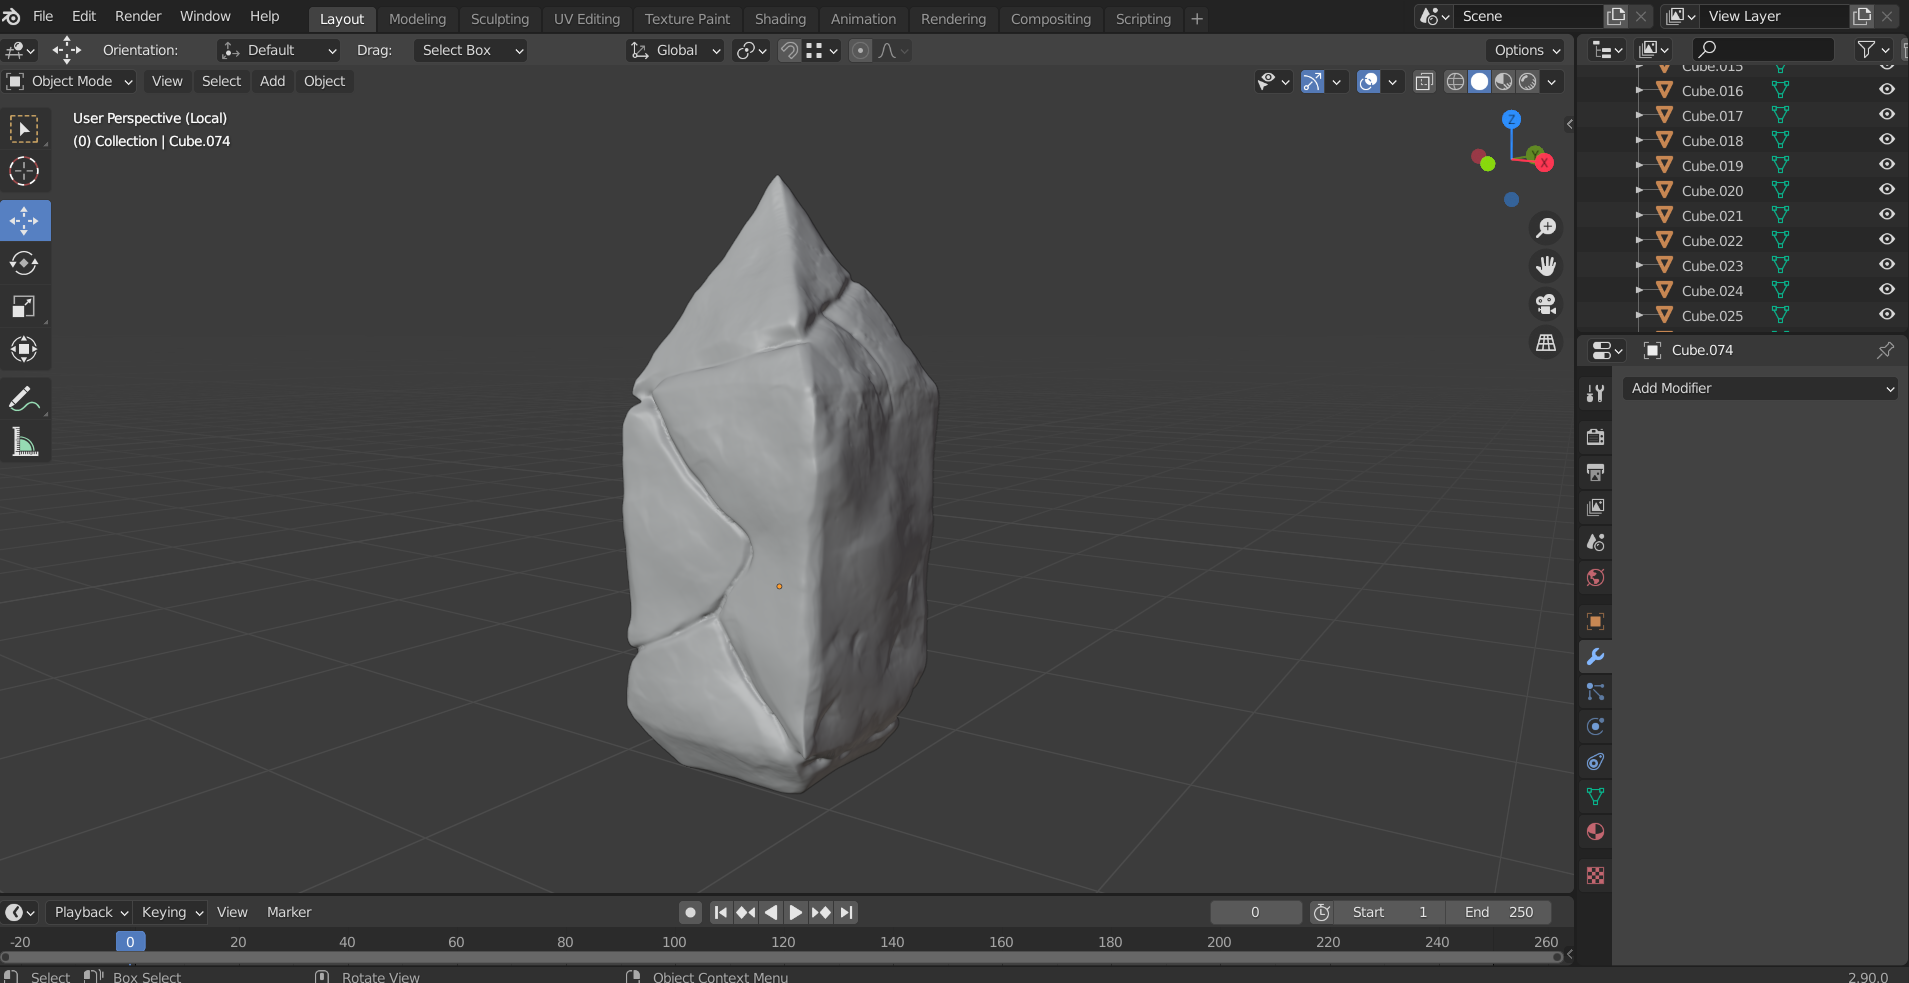 File Edit Render Window Help Layout Modeling Sculpting UV Editing Texture Paint Shading Animation Rendering Compositing Scripting + Scene View Layer
Orientation: Default Drag: Select Box Global Options
Object Mode View Select Add Object
User Perspective (Local)
(0) Collection | Cube.074
Z
Y
X
Cube.015
Cube.016
Cube.017
Cube.018
Cube.019
Cube.020
Cube.021
Cube.022
Cube.023
Cube.024
Cube.025
Cube.074
Add Modifier
Playback Keying View Marker 0 Start 1 End 250
-20 0 20 40 60 80 100 120 140 160 180 200 220 240 260
Select Box Select Rotate View Object Context Menu 2.90.0